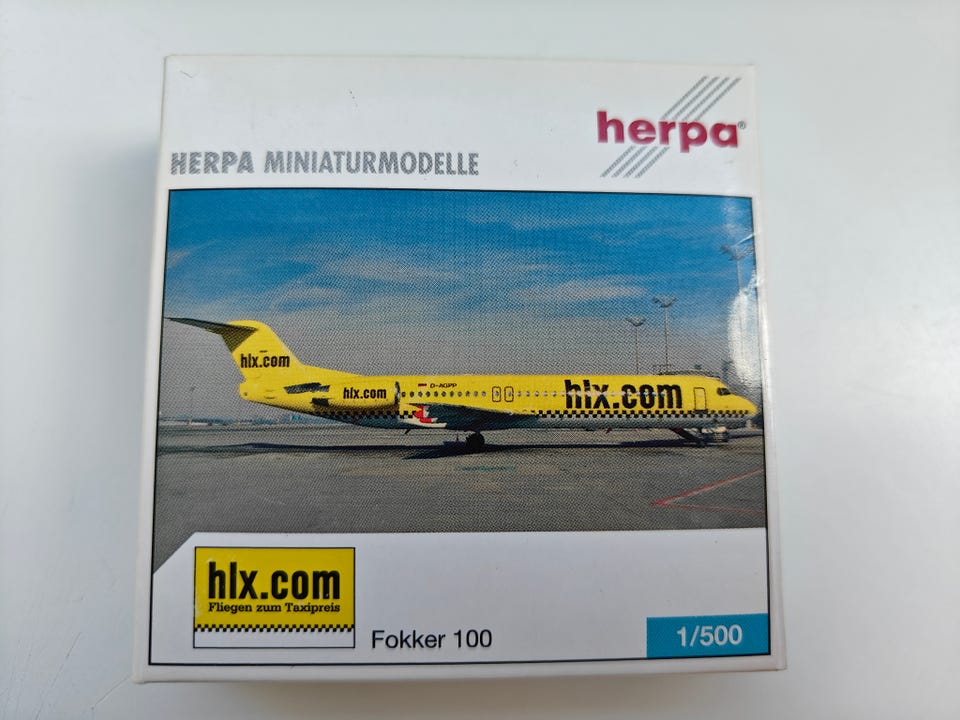 herpa®
HERPA MINIATURMODELLE
hlx.com
hlx.com
D-AGPP
hlx.com
hlx.com
Fliegen zum Taxipreis
Fokker 100
1/500